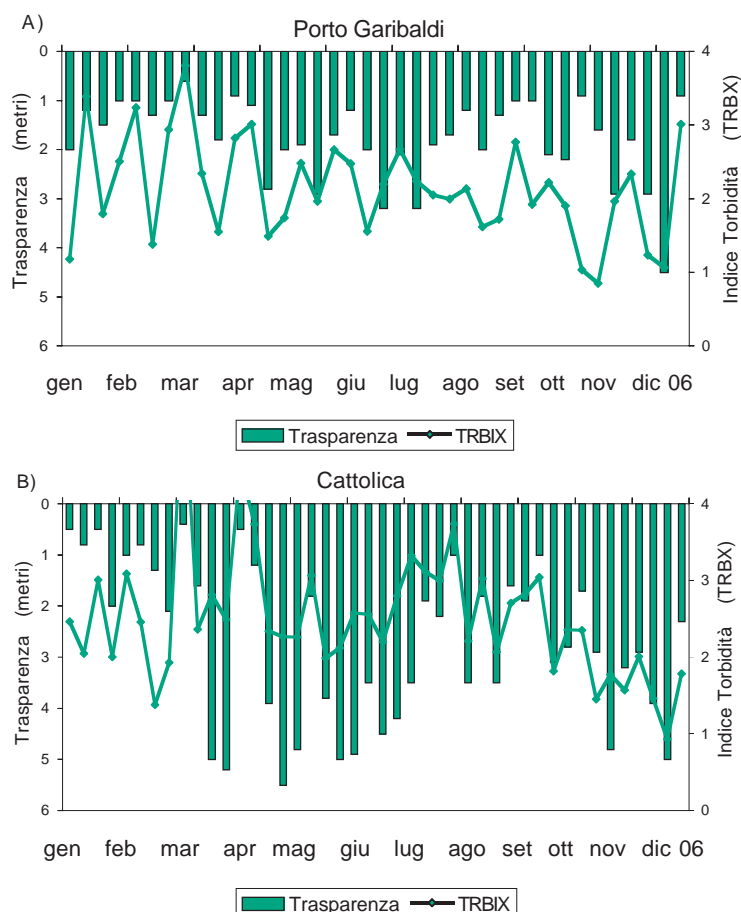 A)
Porto Garibaldi
Trasparenza (metri)
0
1
2
3
4
5
6
Indice Torbidità (TRBX)
4
3
2
1
0
gen feb mar apr mag giu lug ago set ott nov dic 06
Trasparenza TRBIX
B)
Cattolica
Trasparenza (metri)
0
1
2
3
4
5
6
Indice Torbidità (TRBX)
4
3
2
1
0
gen feb mar apr mag giu lug ago set ott nov dic 06
Trasparenza TRBIX